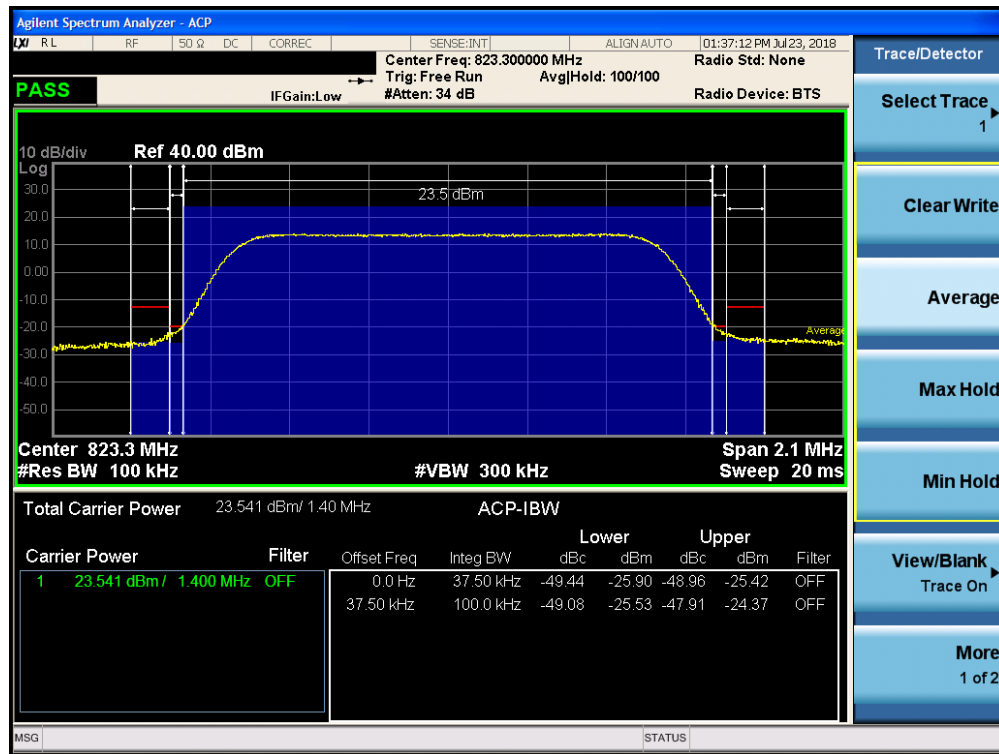 Agilent Spectrum Analyzer - ACP
LXI RL RF 50 Ω DC CORREC SENSE:INT ALIGN AUTO 01:37:12 PM Jul 23, 2018
Center Freq: 823.300000 MHz Radio Std: None
Trig: Free Run Avg|Hold: 100/100
PASS IFGain:Low #Atten: 34 dB Radio Device: BTS
10 dB/div Ref 40.00 dBm
Log
30.0
23.5 dBm
20.0
10.0
0.00
-10.0
-20.0
Average
-30.0
-40.0
-50.0
Center 823.3 MHz Span 2.1 MHz
#Res BW 100 kHz #VBW 300 kHz Sweep 20 ms
Total Carrier Power 23.541 dBm/ 1.40 MHz ACP-IBW
Lower Upper
Carrier Power Filter Offset Freq Integ BW dBc dBm dBc dBm Filter
1 23.541 dBm / 1.400 MHz OFF 0.0 Hz 37.50 kHz -49.44 -25.90 -48.96 -25.42 OFF
37.50 kHz 100.0 kHz -49.08 -25.53 -47.91 -24.37 OFF
MSG STATUS
Trace/Detector
Select Trace
1
Clear Write
Average
Max Hold
Min Hold
View/Blank
Trace On
More
1 of 2